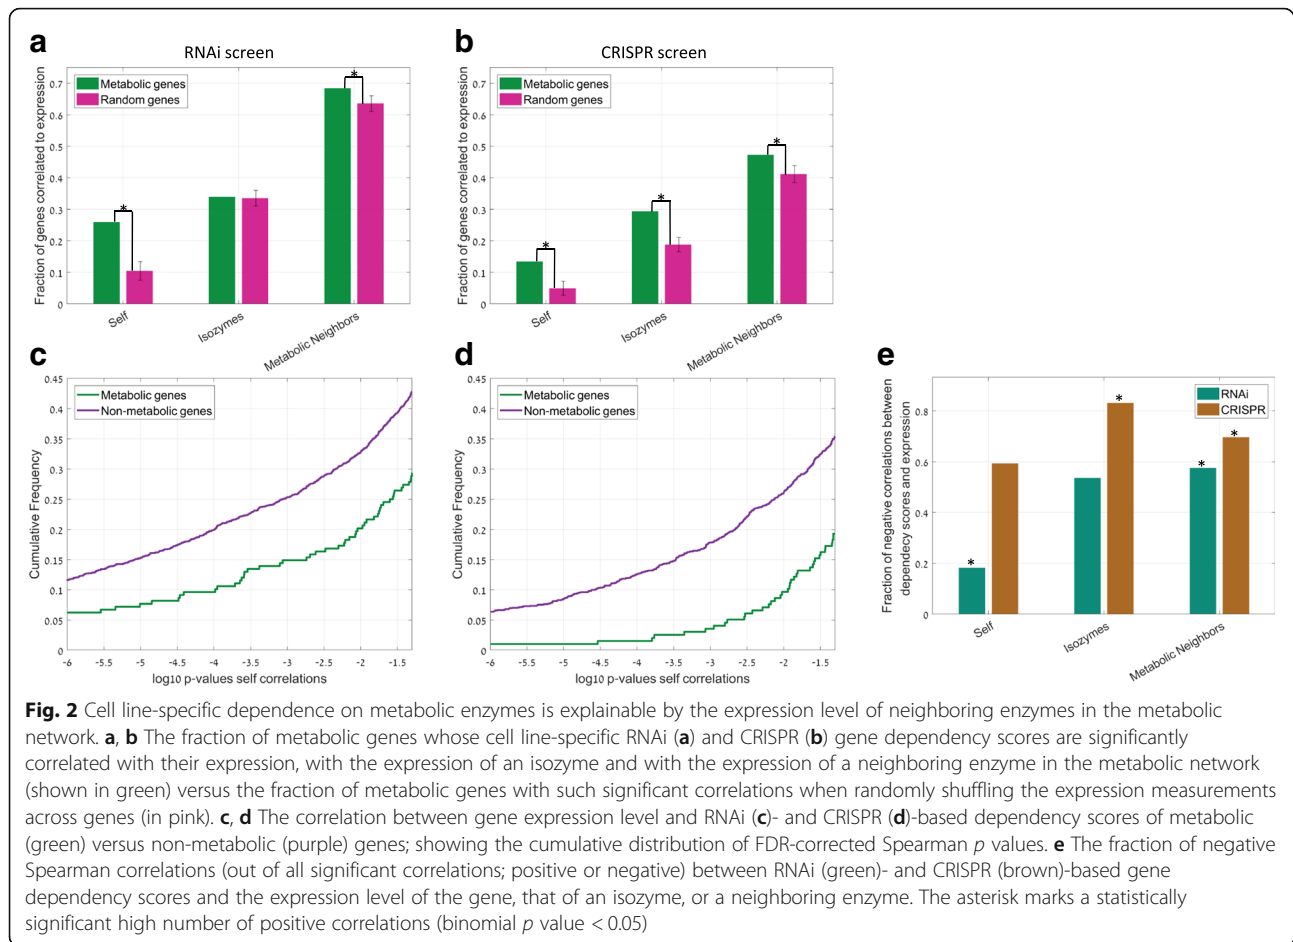 a
RNAi screen
Fraction of genes correlated to expression
0.7
0.6
0.5
0.4
0.3
0.2
0.1
0
Metabolic genes
Random genes
*
*
Self
Isozymes
Metabolic Neighbors
b
CRISPR screen
Fraction of genes correlated to expression
0.7
0.6
0.5
0.4
0.3
0.2
0.1
0
Metabolic genes
Random genes
*
*
*
Self
Isozymes
Metabolic Neighbors
c
Cumulative Frequency
0.45
0.4
0.35
0.3
0.25
0.2
0.15
0.1
0.05
0
Metabolic genes
Non-metabolic genes
-6 -5.5 -5 -4.5 -4 -3.5 -3 -2.5 -2 -1.5
log10 p-values self correlations
d
Cumulative Frequency
0.45
0.4
0.35
0.3
0.25
0.2
0.15
0.1
0.05
0
Metabolic genes
Non-metabolic genes
-6 -5.5 -5 -4.5 -4 -3.5 -3 -2.5 -2 -1.5
log10 p-values self correlations
e
Fraction of negative correlations between
dependecy scores and expression
0.8
0.6
0.4
0.2
0
RNAi
CRISPR
*
*
*
*
Self
Isozymes
Metabolic Neighbors
Fig. 2 Cell line-specific dependence on metabolic enzymes is explainable by the expression level of neighboring enzymes in the metabolic
network. a, b The fraction of metabolic genes whose cell line-specific RNAi (a) and CRISPR (b) gene dependency scores are significantly
correlated with their expression, with the expression of an isozyme and with the expression of a neighboring enzyme in the metabolic network
(shown in green) versus the fraction of metabolic genes with such significant correlations when randomly shuffling the expression measurements
across genes (in pink). c, d The correlation between gene expression level and RNAi (c)- and CRISPR (d)-based dependency scores of metabolic
(green) versus non-metabolic (purple) genes; showing the cumulative distribution of FDR-corrected Spearman p values. e The fraction of negative
Spearman correlations (out of all significant correlations; positive or negative) between RNAi (green)- and CRISPR (brown)-based gene
dependency scores and the expression level of the gene, that of an isozyme, or a neighboring enzyme. The asterisk marks a statistically
significant high number of positive correlations (binomial p value < 0.05)